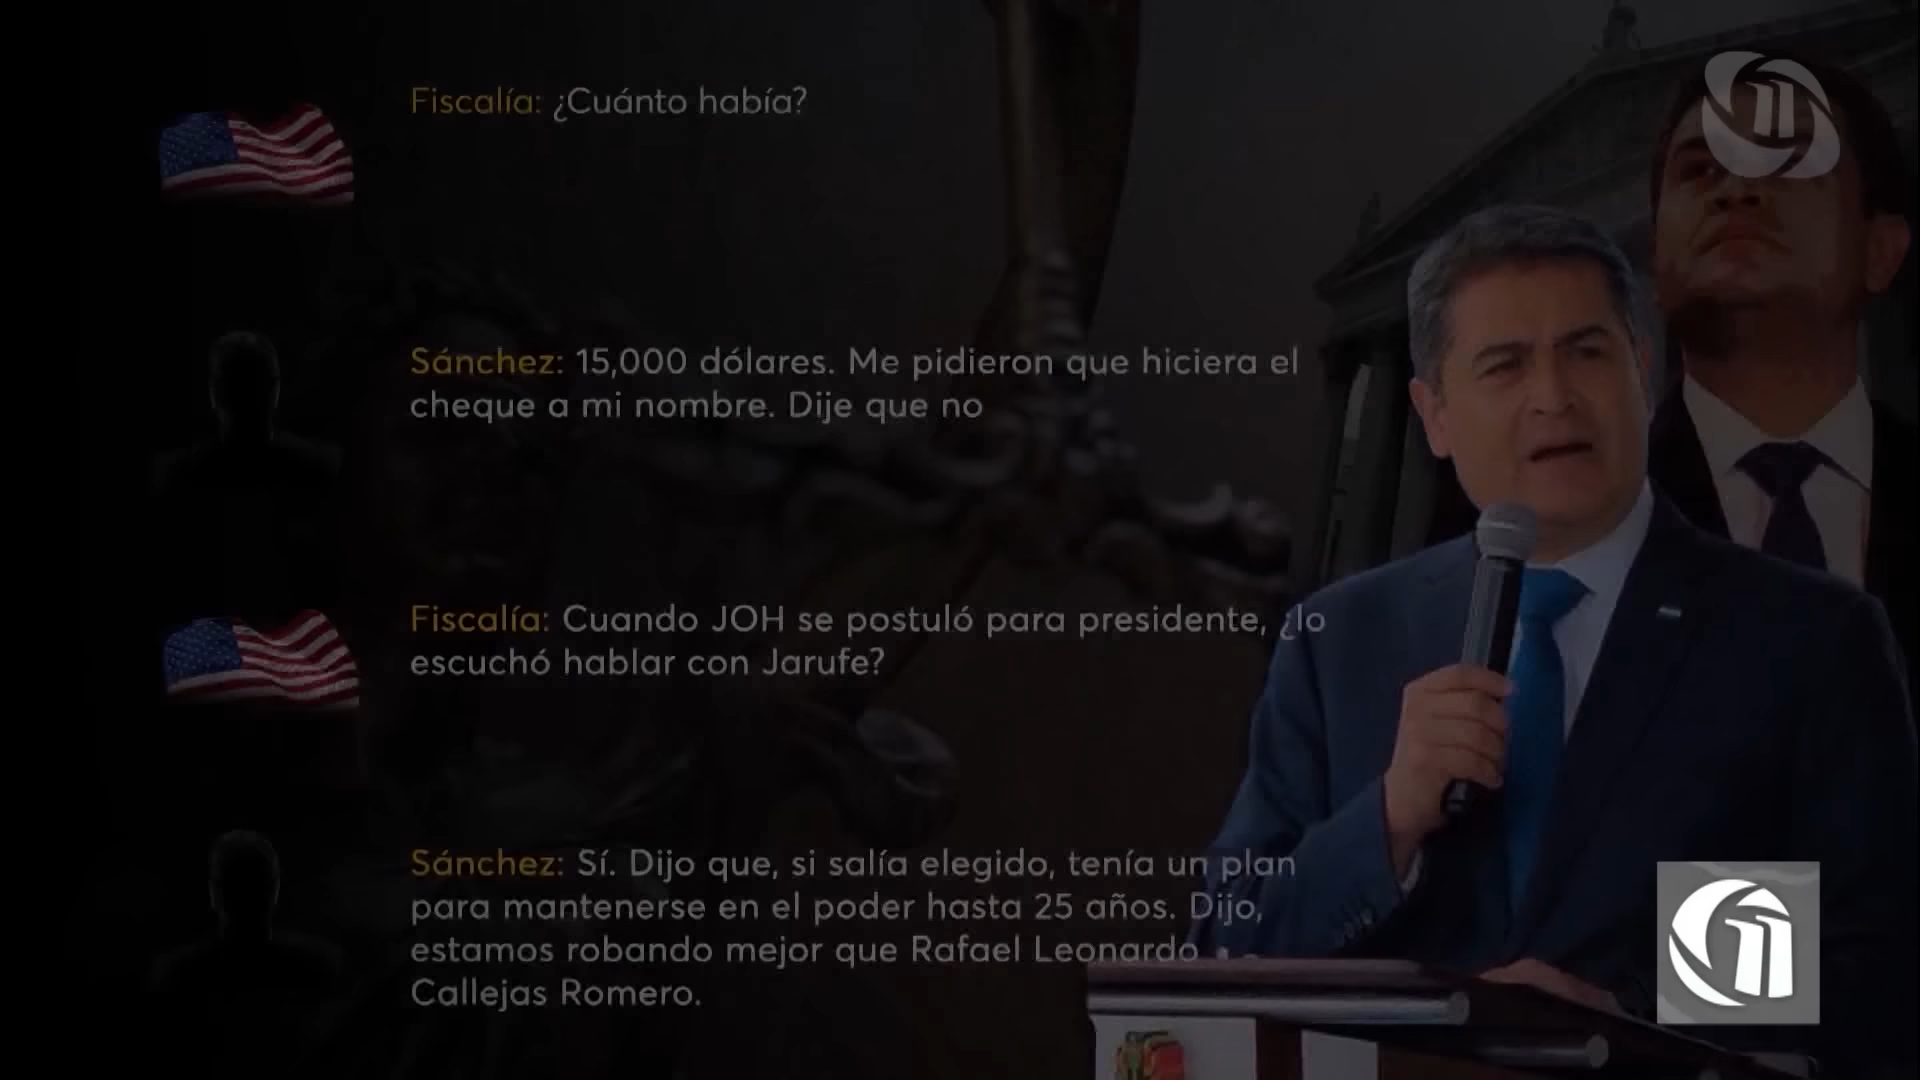 Fiscalía: ¿Cuánto había?
Sánchez: 15,000 dólares. Me pidieron que hiciera el
cheque a mi nombre. Dije que no
Fiscalía: Cuando JOH se postuló para presidente, ¿lo
escuchó hablar con Jarufe?
Sánchez: Sí. Dijo que, si salía elegido, tenía un plan
para mantenerse en el poder hasta 25 años. Dijo,
estamos robando mejor que Rafael Leonardo
Callejas Romero.
11
11